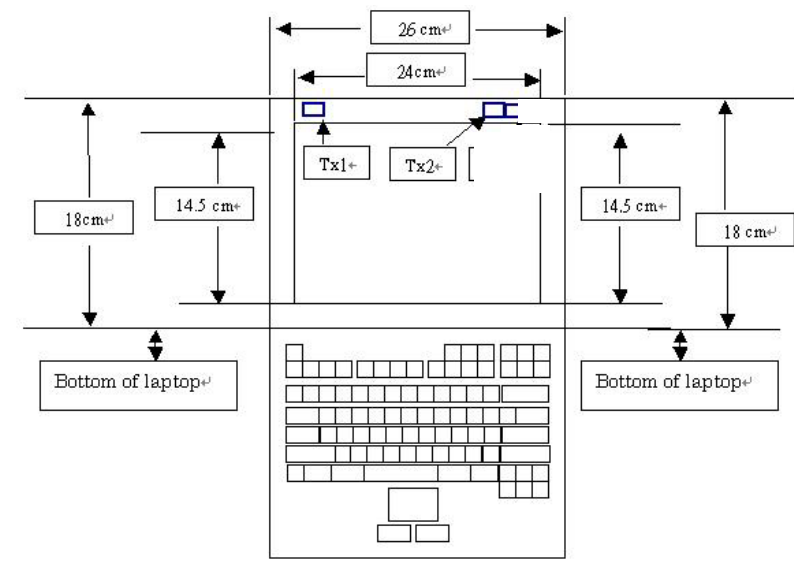 26 cm↵
24cm↵
Tx1↵
Tx2↵
14.5 cm↵
18cm↵
14.5 cm↵
18 cm↵
Bottom of laptop↵
Bottom of laptop↵